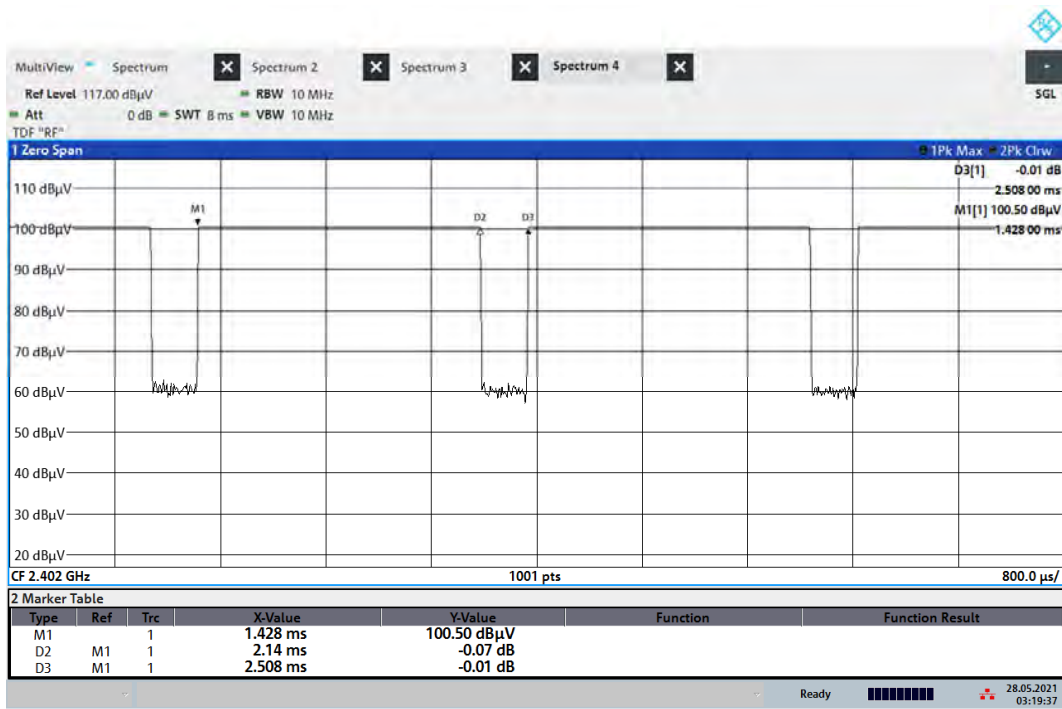 MultiView Spectrum Spectrum 2 Spectrum 3 Spectrum 4
Ref Level 117.00 dBµV RBW 10 MHz SGL
Att 0 dB SWT 8 ms VBW 10 MHz
TDF "RF"
1 Zero Span 1Pk Max 2Pk Clrw
D3[1] -0.01 dB
2.508 00 ms
M1[1] 100.50 dBµV
1.428 00 ms
110 dBµV
M1 D2 D3
100 dBµV
90 dBµV
80 dBµV
70 dBµV
60 dBµV
50 dBµV
40 dBµV
30 dBµV
20 dBµV
CF 2.402 GHz 1001 pts 800.0 µs/
2 Marker Table
Type Ref Trc X-Value Y-Value Function Function Result
M1 1 1.428 ms 100.50 dBµV
D2 M1 1 2.14 ms -0.07 dB
D3 M1 1 2.508 ms -0.01 dB
Ready 28.05.2021
03:19:37